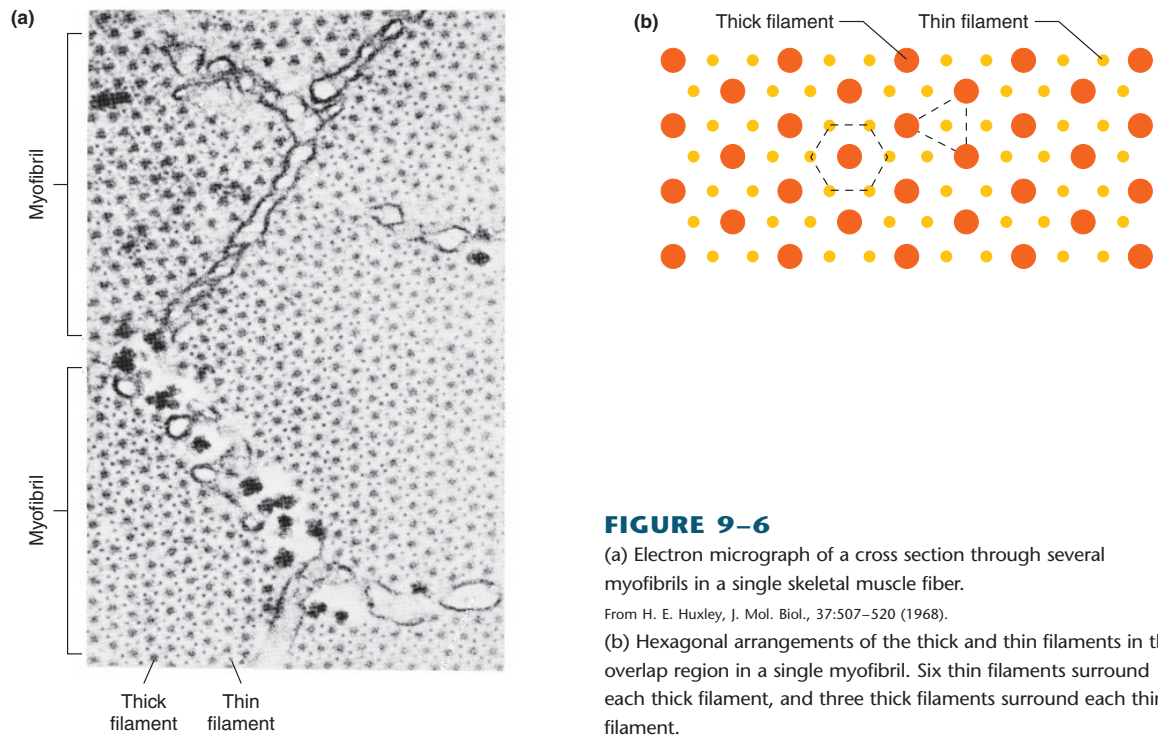 (a)
Myofibril
Myofibril
Thick
filament
Thin
filament
(b)
Thick filament
Thin filament
FIGURE 9–6
(a) Electron micrograph of a cross section through several
myofibrils in a single skeletal muscle fiber.
From H. E. Huxley, J. Mol. Biol., 37:507–520 (1968).
(b) Hexagonal arrangements of the thick and thin filaments in
overlap region in a single myofibril. Six thin filaments surround
each thick filament, and three thick filaments surround each thin
filament.